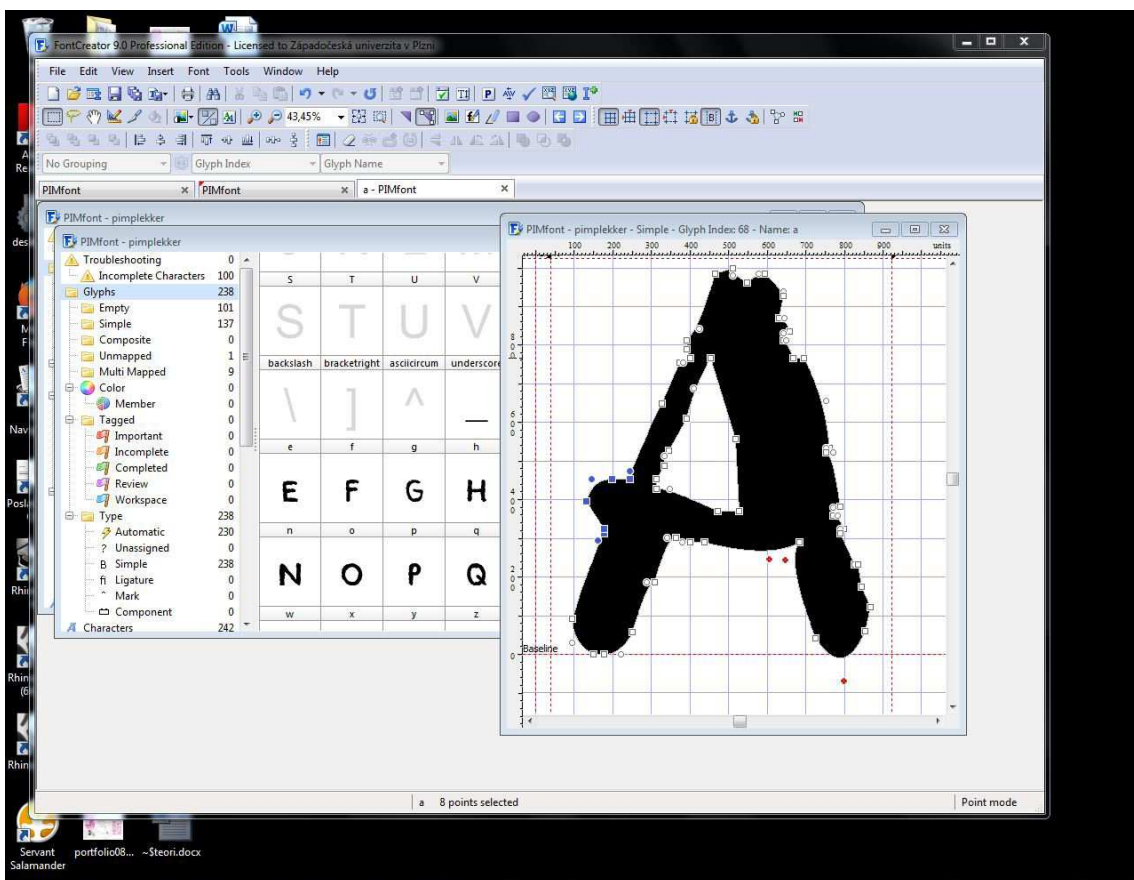 FontCreator 9.0 Professional Edition - Licensed to Západočeská univerzita v Plzni
File Edit View Insert Font Tools Window Help
43,45%
No Grouping Glyph Index Glyph Name
PIMfont PIMfont a - PIMfont
PIMfont - pimplekker
PIMfont - pimplekker
Troubleshooting 0
Incomplete Characters 100
Glyphs 238
Empty 101
Simple 137
Composite 0
Unmapped 1
Multi Mapped 9
Color 0
Member 0
Tagged 0
Important 0
Incomplete 0
Completed 0
Review 0
Workspace 0
Type 238
Automatic 230
? Unassigned 0
B Simple 238
fi Ligature 0
Mark 0
Component 0
Characters 242
S T U V
S T U V
backslash bracketright asciicircum underscore
\ ] ^ _
e f g h
E F G H
n o p q
N O P Q
w x y z
PIMfont - pimplekker - Simple - Glyph Index: 68 - Name: a
100 200 300 400 500 600 700 800 900 units
800
600
400
200
0
A
Baseline
a 8 points selected Point mode
Servant Salamander
portfolio08... ~$teori.docx